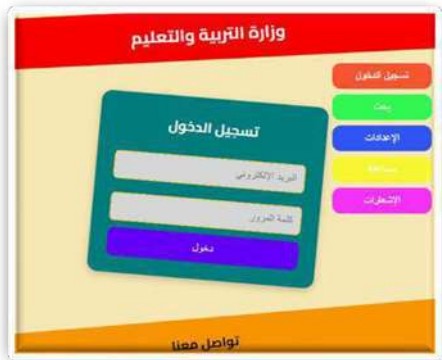 وزارة التربية والتعليم
تسجيل الدخول
بحث
الإعدادات
الإشعارات
تسجيل الدخول
البريد الإلكتروني
كلمة المرور
دخول
تواصل معنا